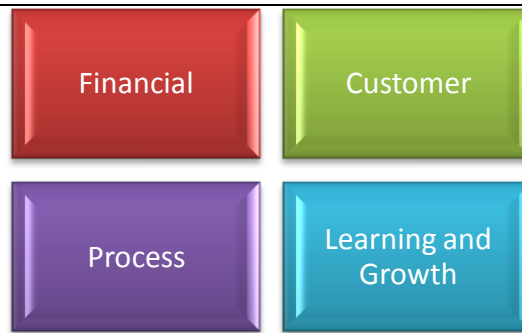 Financial
Customer
Process
Learning and
Growth